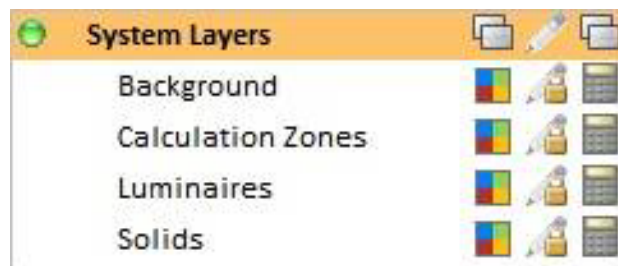 System Layers
Background
Calculation Zones
Luminaires
Solids